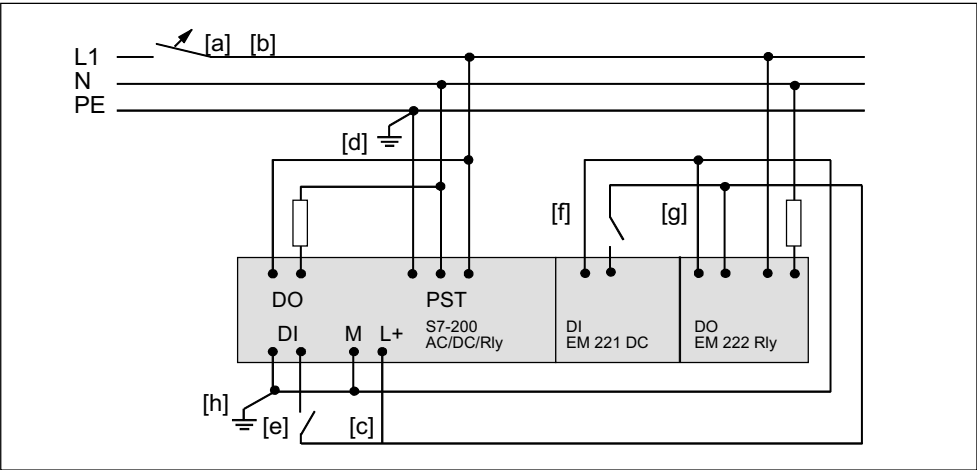 L1
[a] [b]
N
PE
[d]
[f]
[g]
DO
PST
DI
M
L+
S7-200
AC/DC/Rly
DI
EM 221 DC
DO
EM 222 Rly
[h]
[e]
[c]